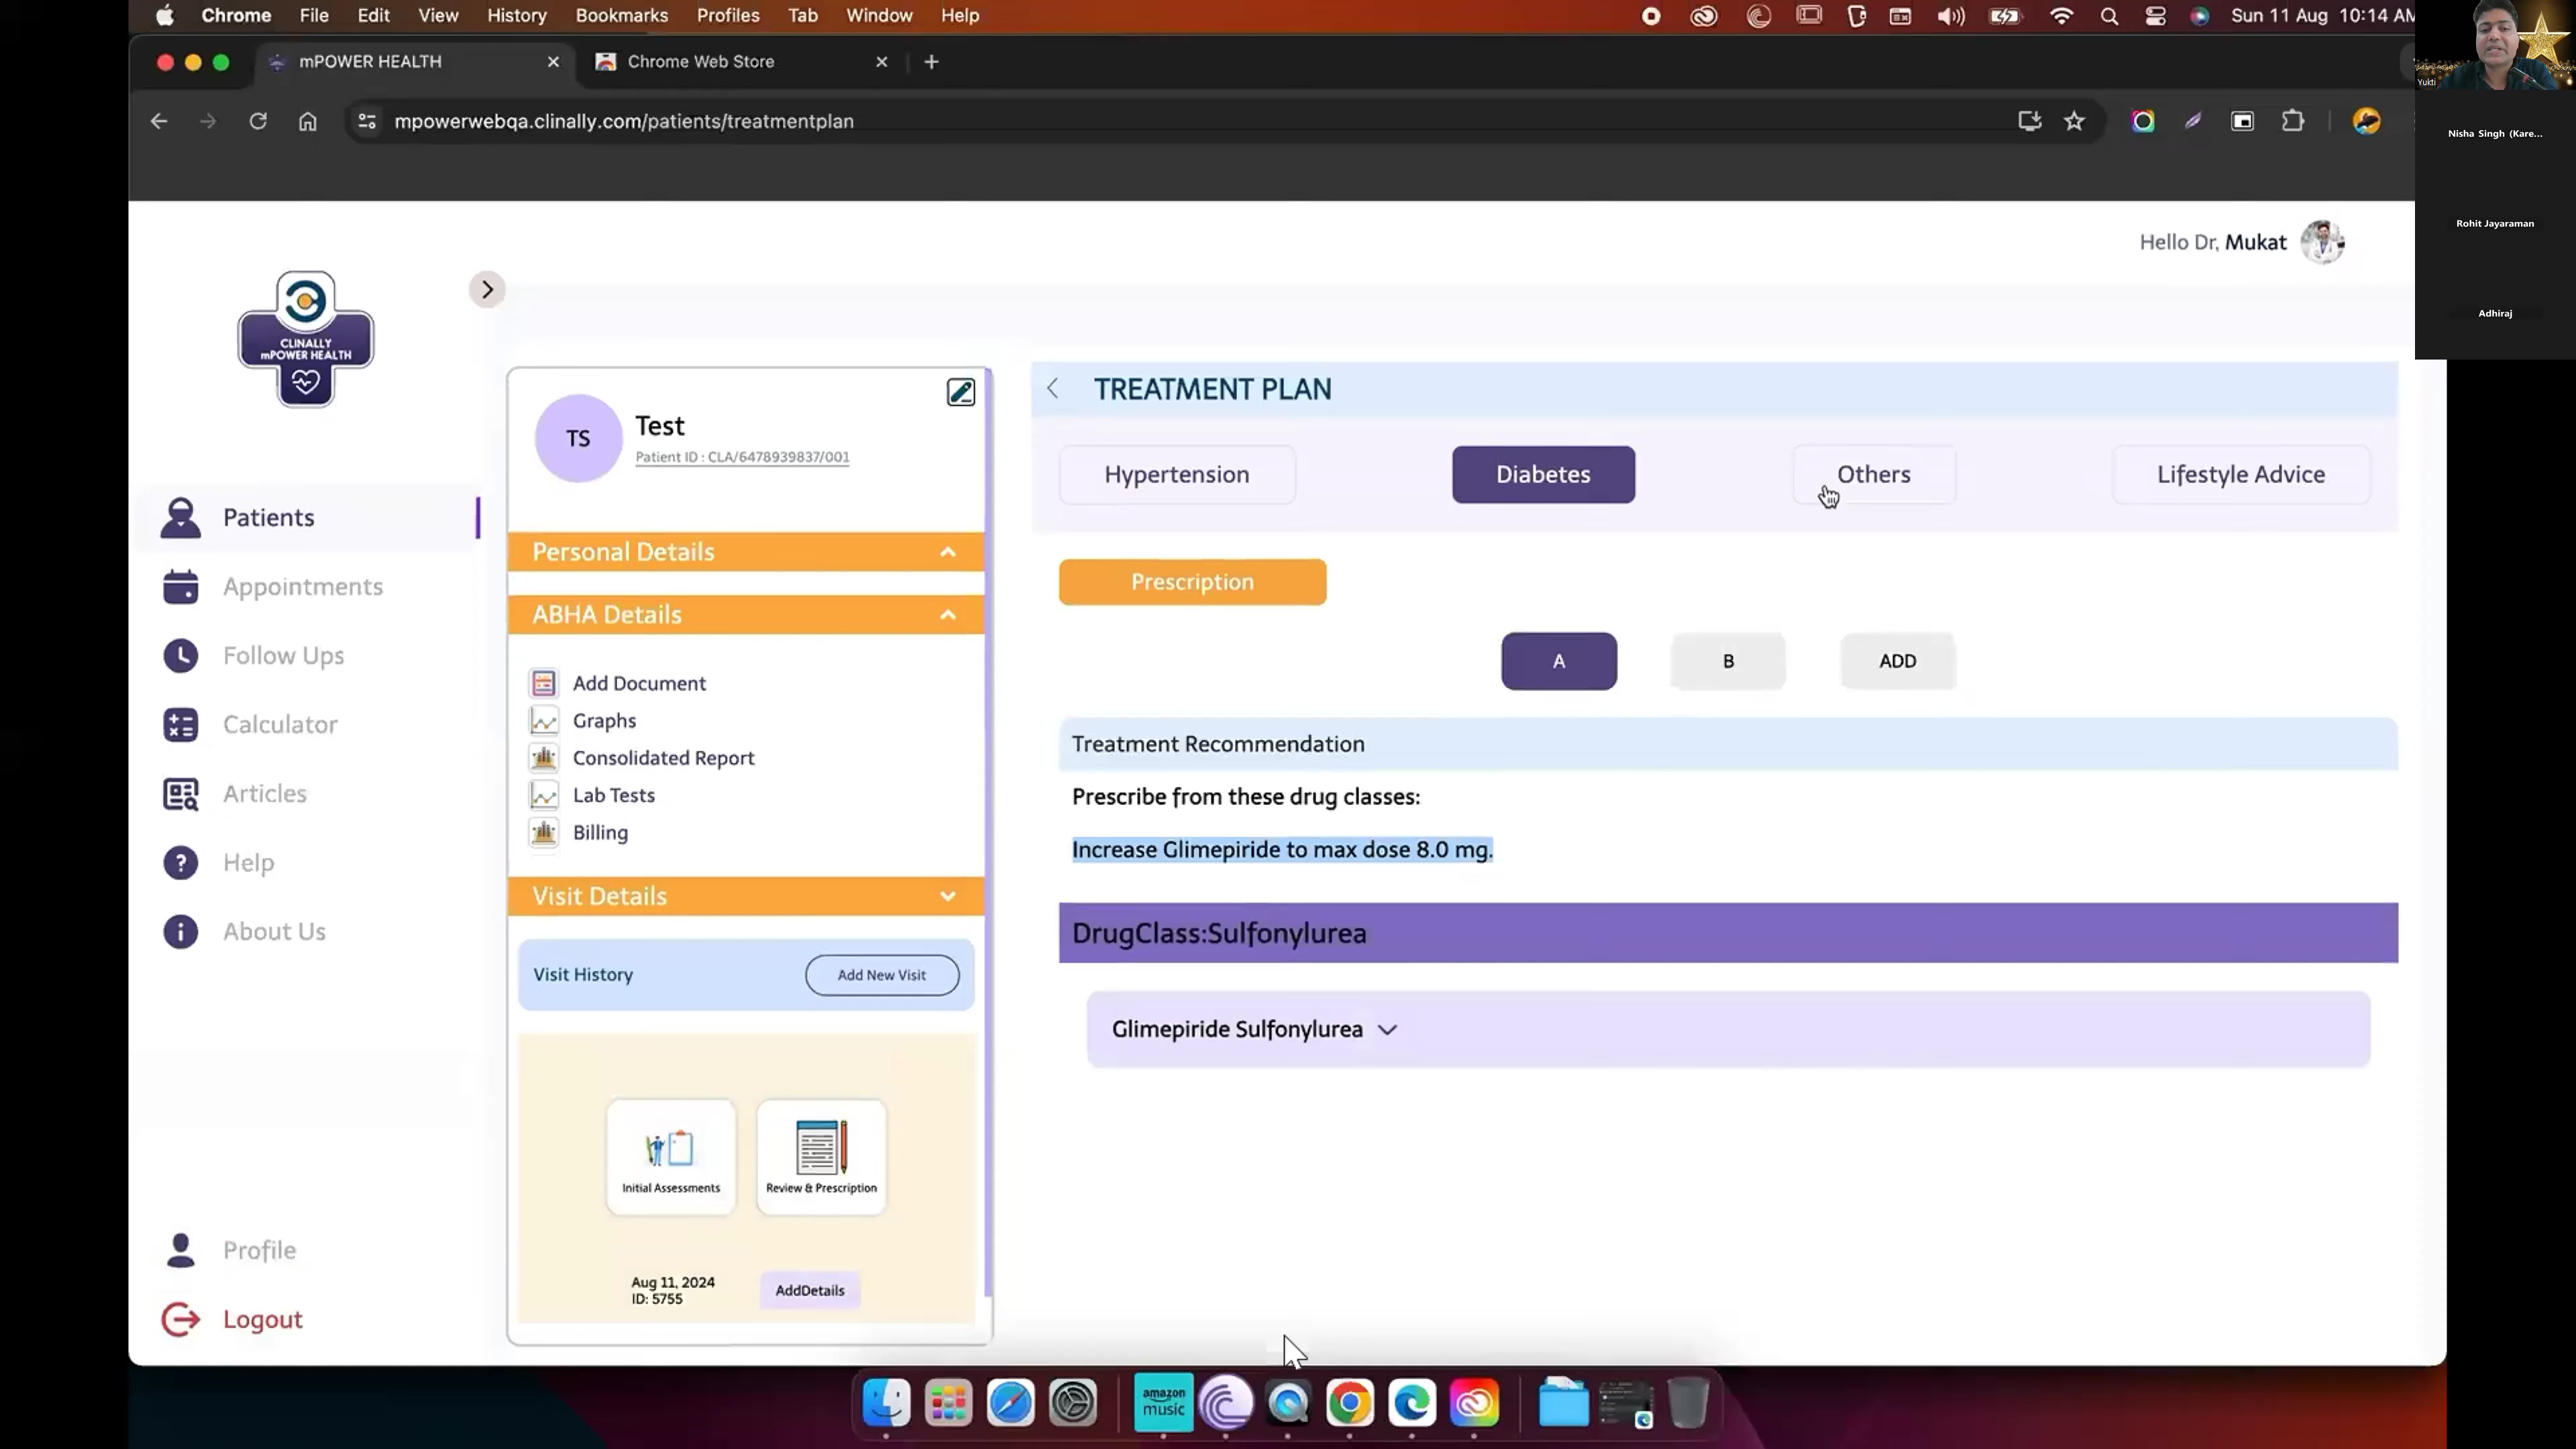 Chrome File Edit View History Bookmarks Profiles Tab Window Help
Sun 11 Aug 10:14 AM
mPOWER HEALTH
Chrome Web Store
mpowerwebqa.clinally.com/patients/treatmentplan
Yukti
Nisha Singh (Kare...
Rohit Jayaraman
Adhiraj
Hello Dr, Mukat
CLINALLY
mPOWER HEALTH
Patients
Appointments
Follow Ups
Calculator
Articles
Help
About Us
Profile
Logout
TS
Test
Patient ID : CLA/6478939837/001
Personal Details
ABHA Details
Add Document
Graphs
Consolidated Report
Lab Tests
Billing
Visit Details
Visit History
Add New Visit
Initial Assessments
Review & Prescription
Aug 11, 2024
ID: 5755
AddDetails
TREATMENT PLAN
Hypertension
Diabetes
Others
Lifestyle Advice
Prescription
A
B
ADD
Treatment Recommendation
Prescribe from these drug classes:
Increase Glimepiride to max dose 8.0 mg.
DrugClass:Sulfonylurea
Glimepiride Sulfonylurea
amazon
music